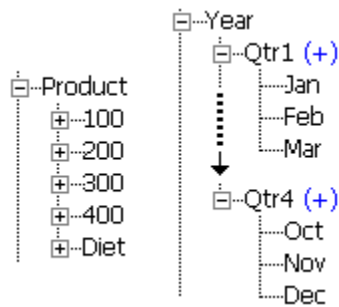 Product
100
200
300
400
Diet
Year
Qtr1 (+)
Jan
Feb
Mar
Qtr4 (+)
Oct
Nov
Dec